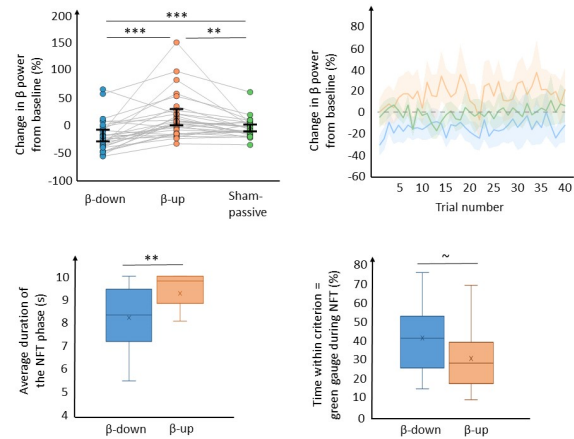 200
150
100
50
0
-50
-100
Change in β power
from baseline (%)
***
***
**
β-down
β-up
Sham-
passive
80
60
40
20
0
-20
-40
-60
Change in β power
from baseline (%)
5 10 15 20 25 30 35 40
Trial number
10
9
8
7
6
5
4
Average duration of
the NFT phase (s)
**
β-down
β-up
80
70
60
50
40
30
20
10
0
Time within criterion =
green gauge during NFT (%)
~
β-down
β-up